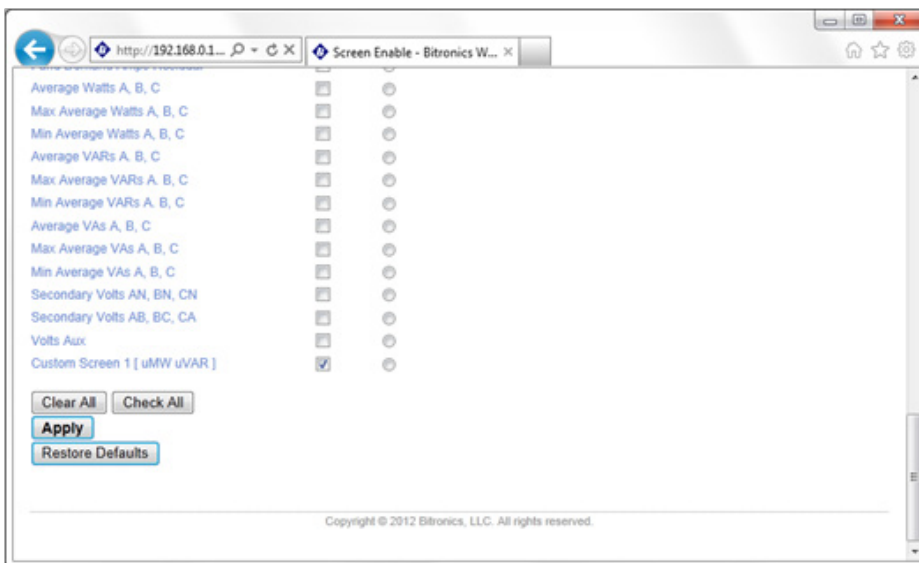 http://192.168.0.1...
Screen Enable - Bitronics W...
Average Watts A, B, C
Max Average Watts A, B, C
Min Average Watts A, B, C
Average VARs A. B, C
Max Average VARs A. B, C
Min Average VARs A. B, C
Average VAs A, B, C
Max Average VAs A, B, C
Min Average VAs A, B, C
Secondary Volts AN, BN, CN
Secondary Volts AB, BC, CA
Volts Aux
Custom Screen 1 [ uMW uVAR ]
Clear All Check All
Apply
Restore Defaults
Copyright © 2012 Bitronics, LLC. All rights reserved.